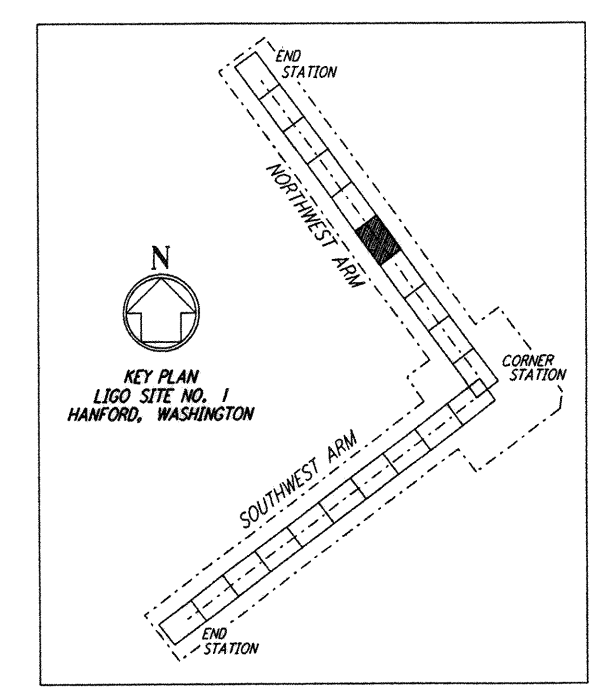 END
STATION
NORTHWEST ARM
N
KEY PLAN
LIGO SITE NO. 1
HANFORD, WASHINGTON
CORNER
STATION
SOUTHWEST ARM
END
STATION